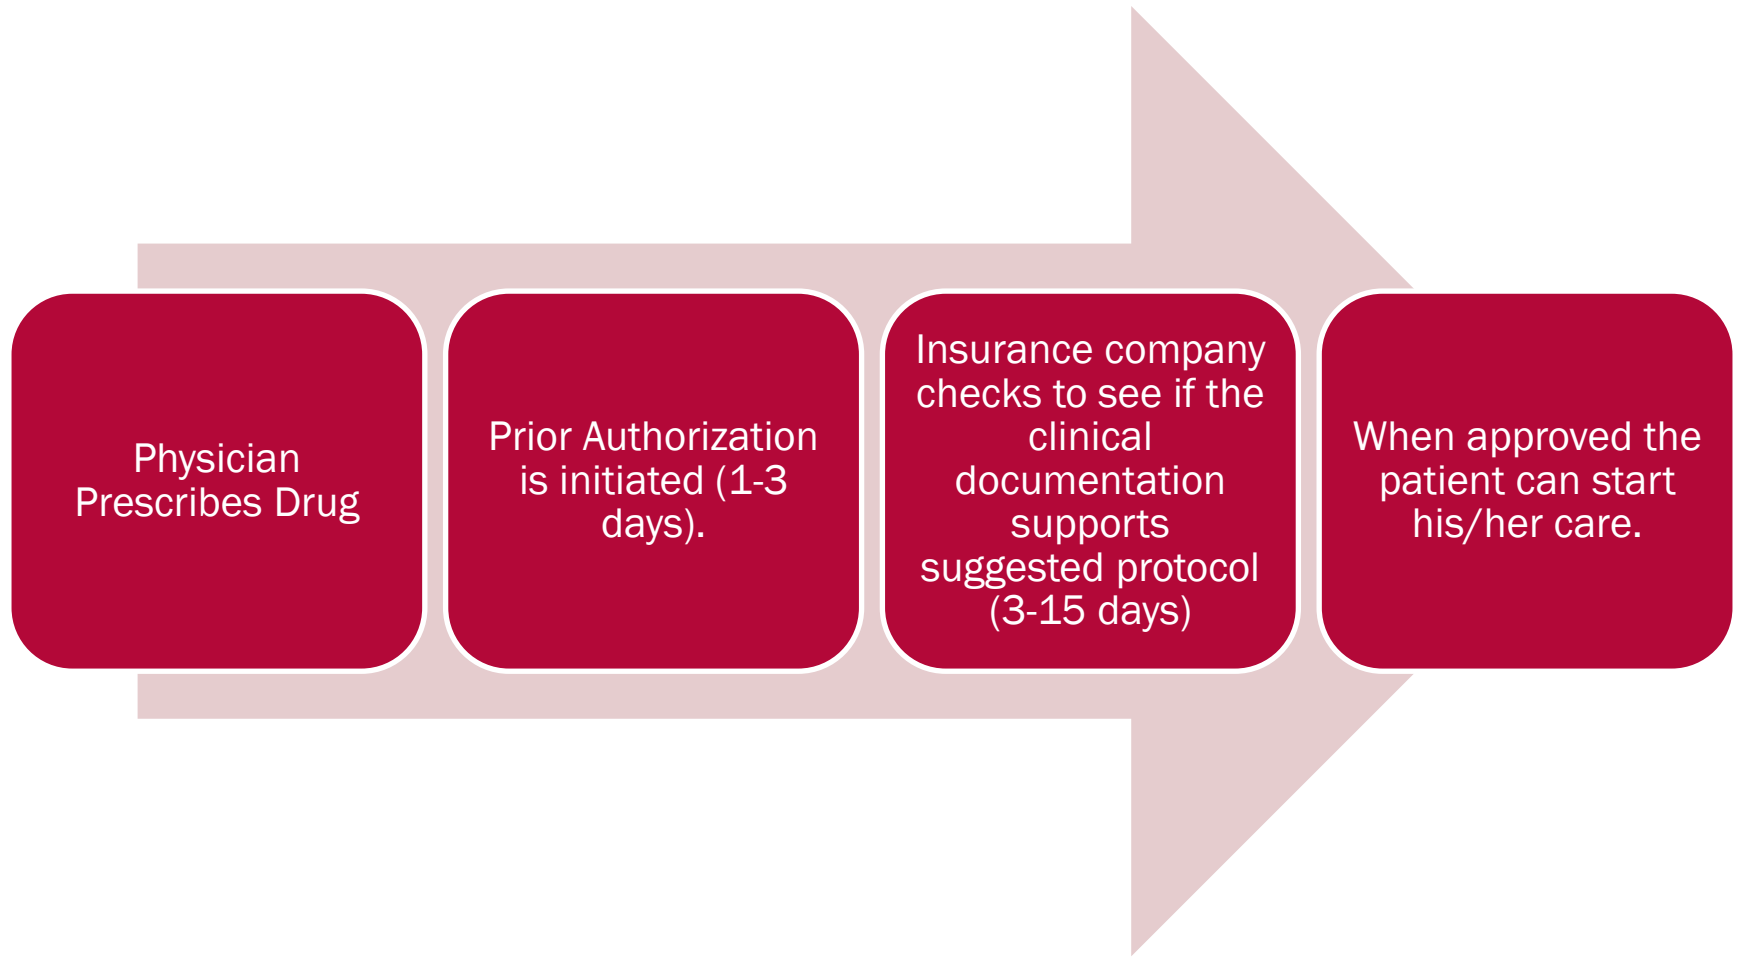 Physician
Prescribes Drug
Prior Authorization
is initiated (1-3
days).
Insurance company
checks to see if the
clinical
documentation
supports
suggested protocol
(3-15 days)
When approved the
patient can start
his/her care.